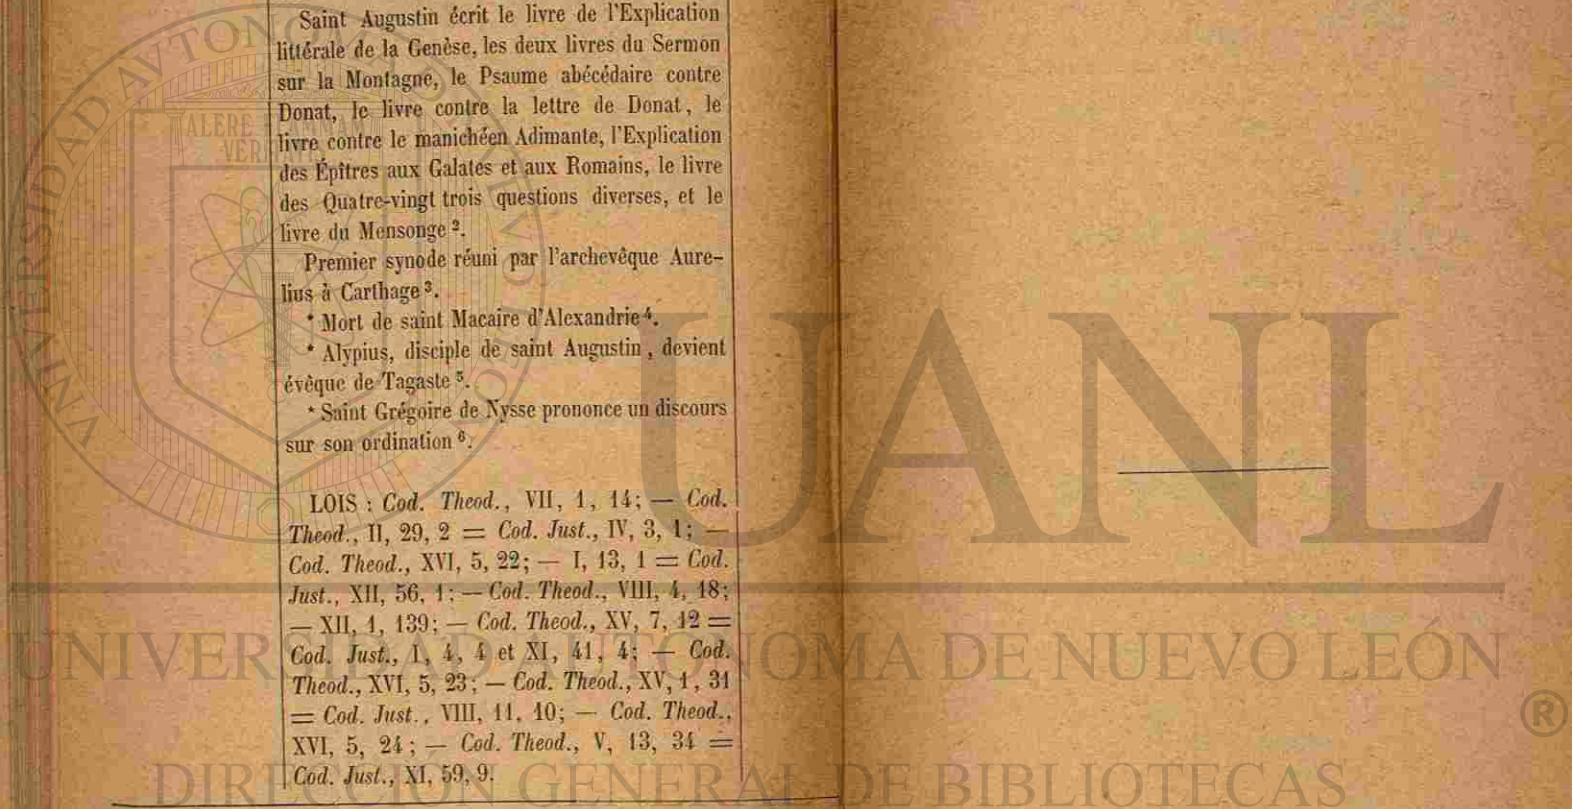 Saint Augustin écrit le livre de l'Explication
littérale de la Genèse, les deux livres du Sermon
sur la Montagne, le Psaume abécédaire contre
Donat, le livre contre la lettre de Donat, le
livre contre le manichéen Adimante, l'Explication
des Épîtres aux Galates et aux Romains, le livre
des Quatre-vingt trois questions diverses, et le
livre du Mensonge ².
Premier synode réuni par l'archevêque Aure-
lius à Carthage ³.
* Mort de saint Macaire d'Alexandrie ⁴.
* Alypius, disciple de saint Augustin, devient
évêque de Tagaste ⁵.
* Saint Grégoire de Nysse prononce un discours
sur son ordination ⁶.
LOIS : Cod. Theod., VII, 1, 14; — Cod.
Theod., II, 29, 2 = Cod. Just., IV, 3, 1; —
Cod. Theod., XVI, 5, 22; — I, 13, 1 = Cod.
Just., XII, 56, 1; — Cod. Theod., VIII, 4, 18;
— XII, 1, 139; — Cod. Theod., XV, 7, 12 =
Cod. Just., I, 4, 4 et XI, 41, 4; — Cod.
Theod., XVI, 5, 23; — Cod. Theod., XV, 1, 31
= Cod. Just., VIII, 11, 10; — Cod. Theod.,
XVI, 5, 24; — Cod. Theod., V, 13, 34 =
Cod. Just., XI, 59, 9.
UANL
UNIVERSIDAD AUTÓNOMA DE NUEVO LEÓN
®
DIRECCIÓN GENERAL DE BIBLIOTECAS